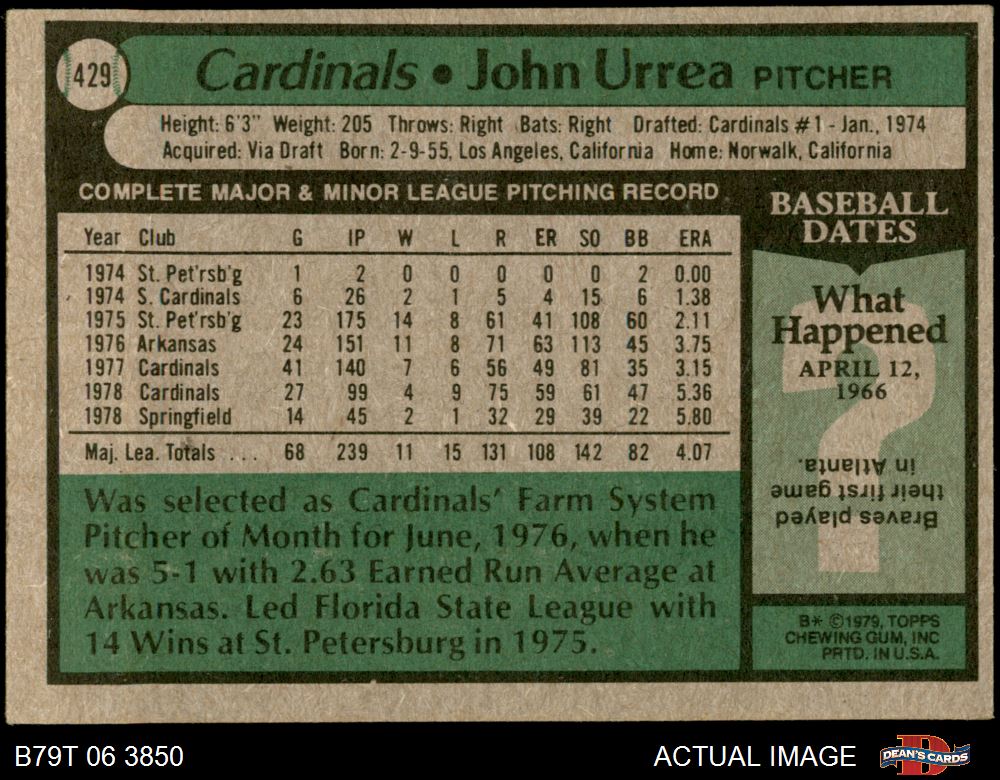 429
Cardinals • John Urrea PITCHER
Height: 6'3" Weight: 205 Throws: Right Bats: Right Drafted: Cardinals #1 - Jan., 1974
Acquired: Via Draft Born: 2-9-55, Los Angeles, California Home: Norwalk, California
COMPLETE MAJOR & MINOR LEAGUE PITCHING RECORD
Year Club G IP W L R ER SO BB ERA
1974 St. Pet'rsb'g 1 2 0 0 0 0 0 2 0.00
1974 S. Cardinals 6 26 2 1 5 4 15 6 1.38
1975 St. Pet'rsb'g 23 175 14 8 61 41 108 60 2.11
1976 Arkansas 24 151 11 8 71 63 113 45 3.75
1977 Cardinals 41 140 7 6 56 49 81 35 3.15
1978 Cardinals 27 99 4 9 75 59 61 47 5.36
1978 Springfield 14 45 2 1 32 29 39 22 5.80
Maj. Lea. Totals . . . 68 239 11 15 131 108 142 82 4.07
Was selected as Cardinals' Farm System
Pitcher of Month for June, 1976, when he
was 5-1 with 2.63 Earned Run Average at
Arkansas. Led Florida State League with
14 Wins at St. Petersburg in 1975.
BASEBALL
DATES
What
Happened
APRIL 12,
1966
?
Braves played
their first game
in Atlanta.
B* ©1979, TOPPS
CHEWING GUM, INC
PRTD. IN U.S.A.
B79T 06 3850
ACTUAL IMAGE
D
DEAN'S CARDS